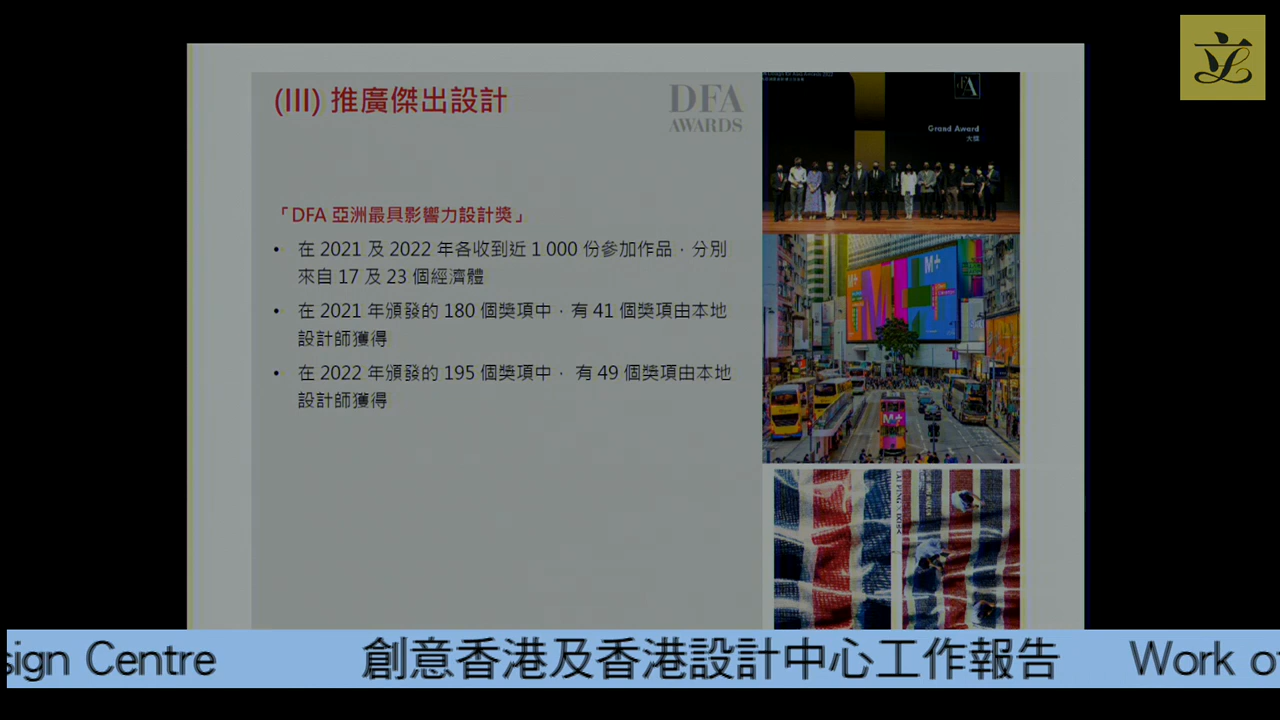 (III) 推廣傑出設計
DFA
AWARDS
「DFA 亞洲最具影響力設計獎」
• 在 2021 及 2022 年各收到近 1 000 份參加作品，分別
來自 17 及 23 個經濟體
• 在 2021 年頒發的 180 個獎項中，有 41 個獎項由本地
設計師獲得
• 在 2022 年頒發的 195 個獎項中， 有 49 個獎項由本地
設計師獲得
Grand Award
大獎
M+
M+
M+
sign Centre 創意香港及香港設計中心工作報告 Work of